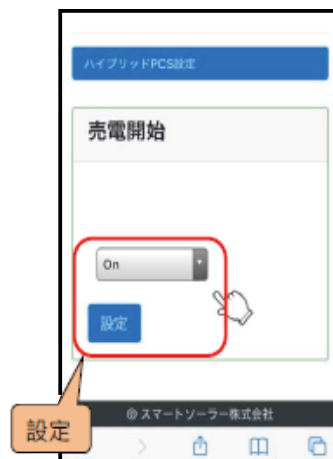 ハイブリッドPCS設定
売電開始
On
設定
設定
@ スマートソーラー株式会社